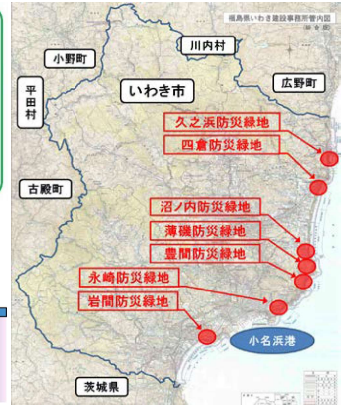 福島県いわき建設事務所管内図
川内村
小野町
広野町
いわき市
平田村
久之浜防災緑地
四倉防災緑地
古殿町
沼ノ内防災緑地
薄磯防災緑地
豊間防災緑地
永崎防災緑地
岩間防災緑地
小名浜港
茨城県